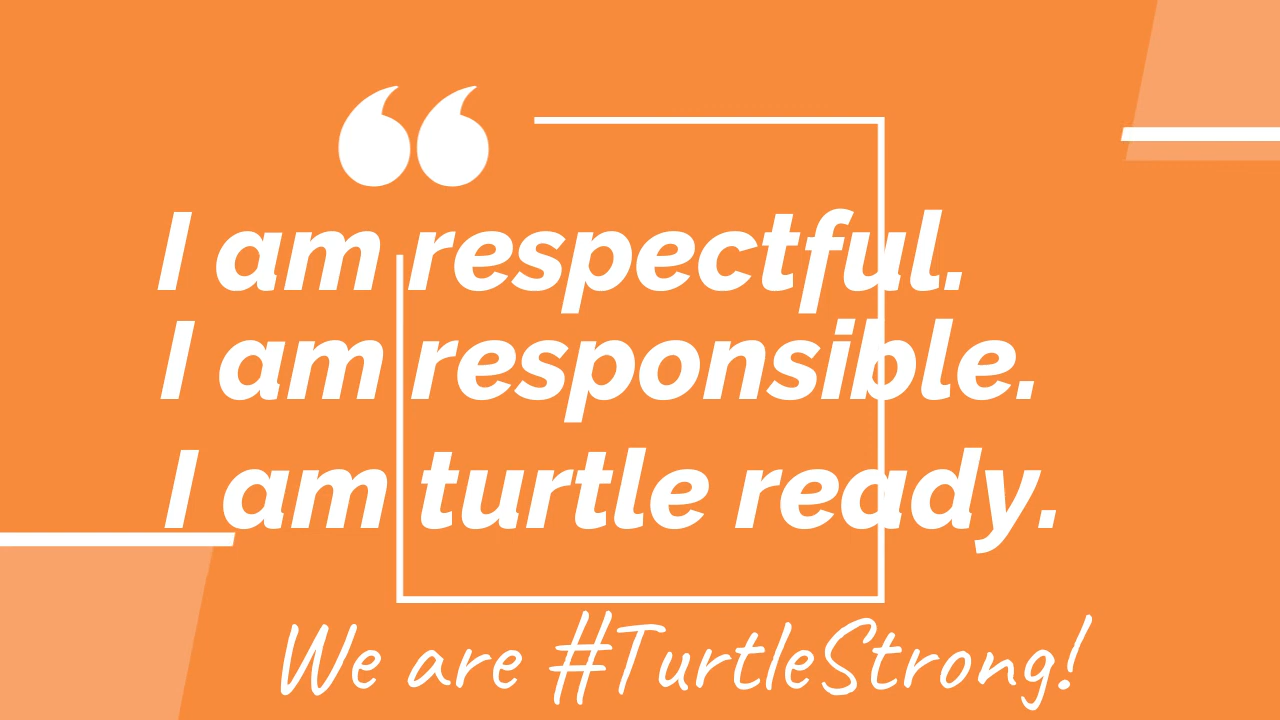 “
I am respectful.
I am responsible.
I am turtle ready.
We are #TurtleStrong!